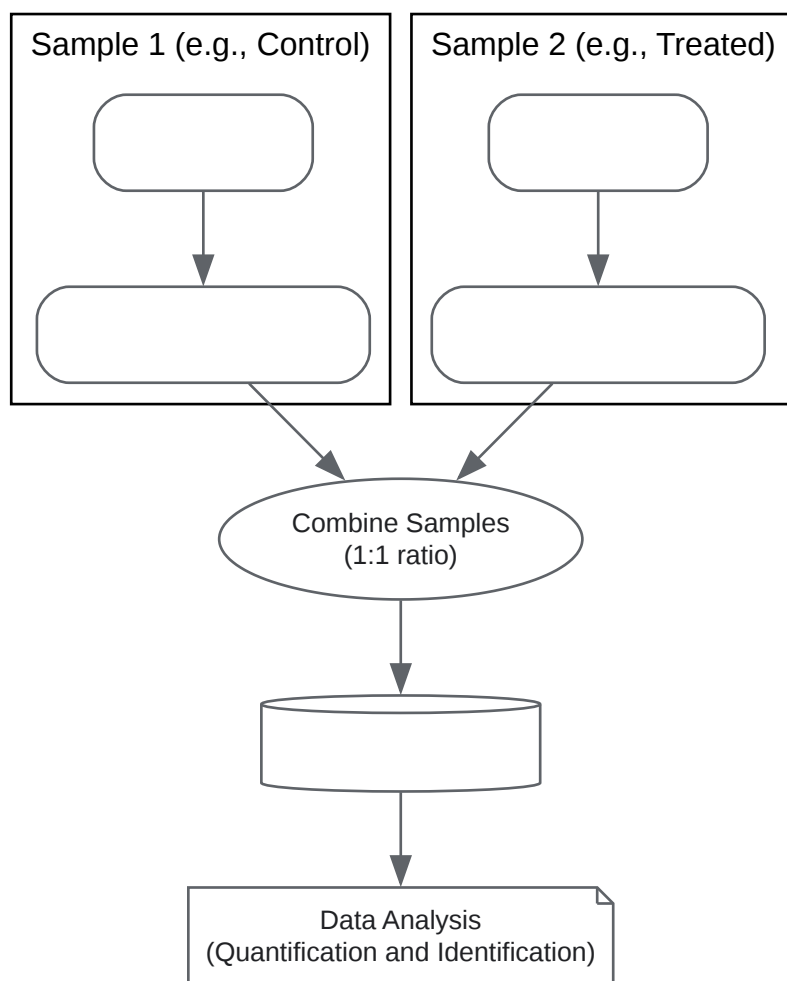 Sample 1 (e.g., Control)
Sample 2 (e.g., Treated)
Combine Samples
(1:1 ratio)
Data Analysis
(Quantification and Identification)